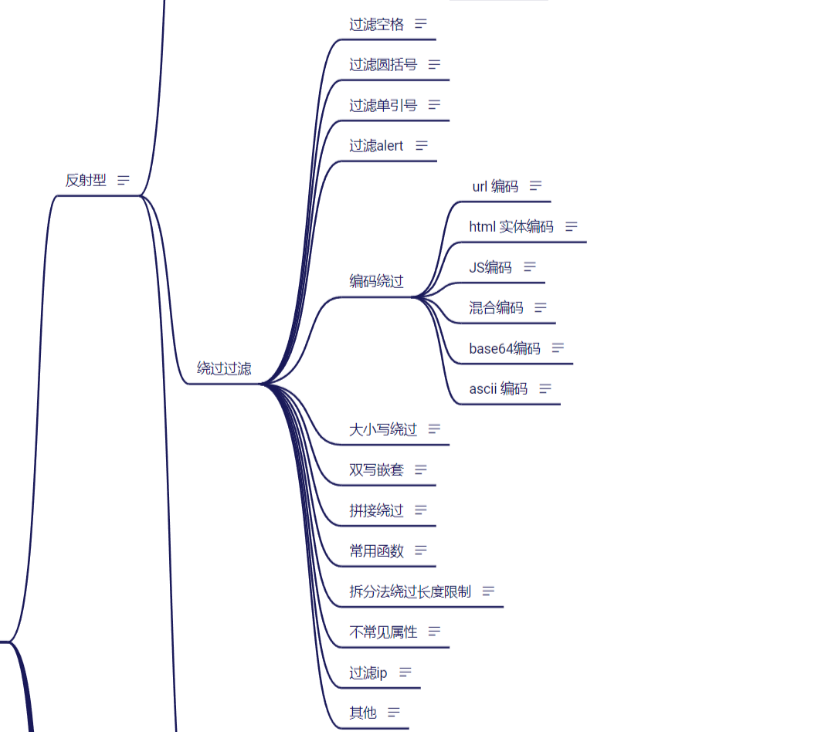 过滤空格
过滤圆括号
过滤单引号
过滤alert
反射型
url 编码
html 实体编码
JS编码
编码绕过
混合编码
base64编码
绕过过滤
ascii 编码
大小写绕过
双写嵌套
拼接绕过
常用函数
拆分法绕过长度限制
不常见属性
过滤ip
其他